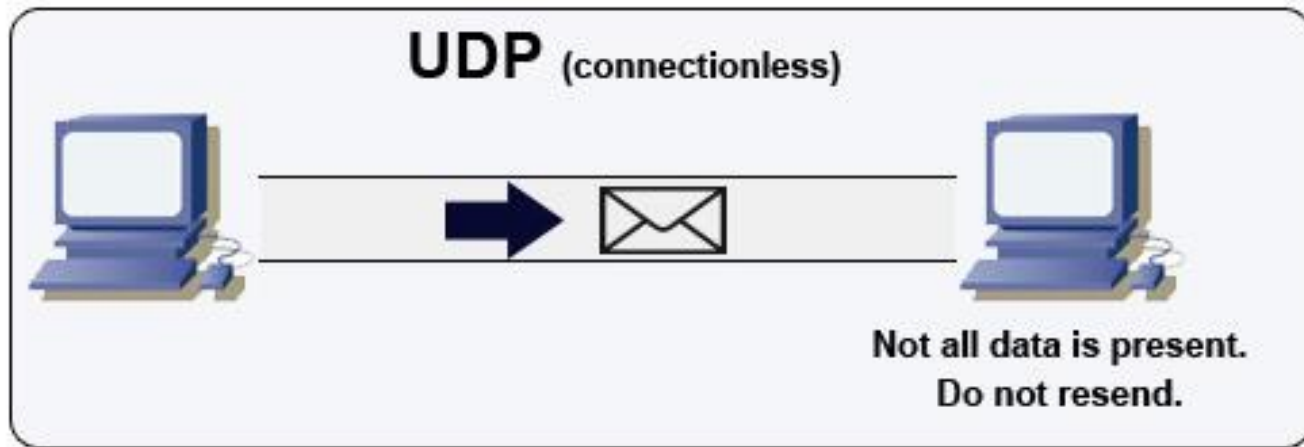 UDP (connectionless)
Not all data is present.
Do not resend.